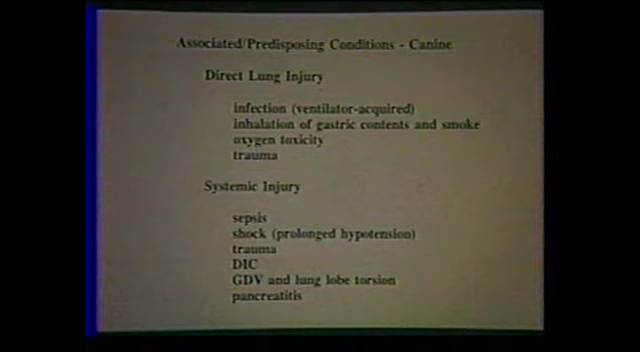 Associated/Predisposing Conditions - Canine
Direct Lung Injury
infection (ventilator-acquired)
inhalation of gastric contents and smoke
oxygen toxicity
trauma
Systemic Injury
sepsis
shock (prolonged hypotension)
trauma
DIC
GDV and lung lobe torsion
pancreatitis